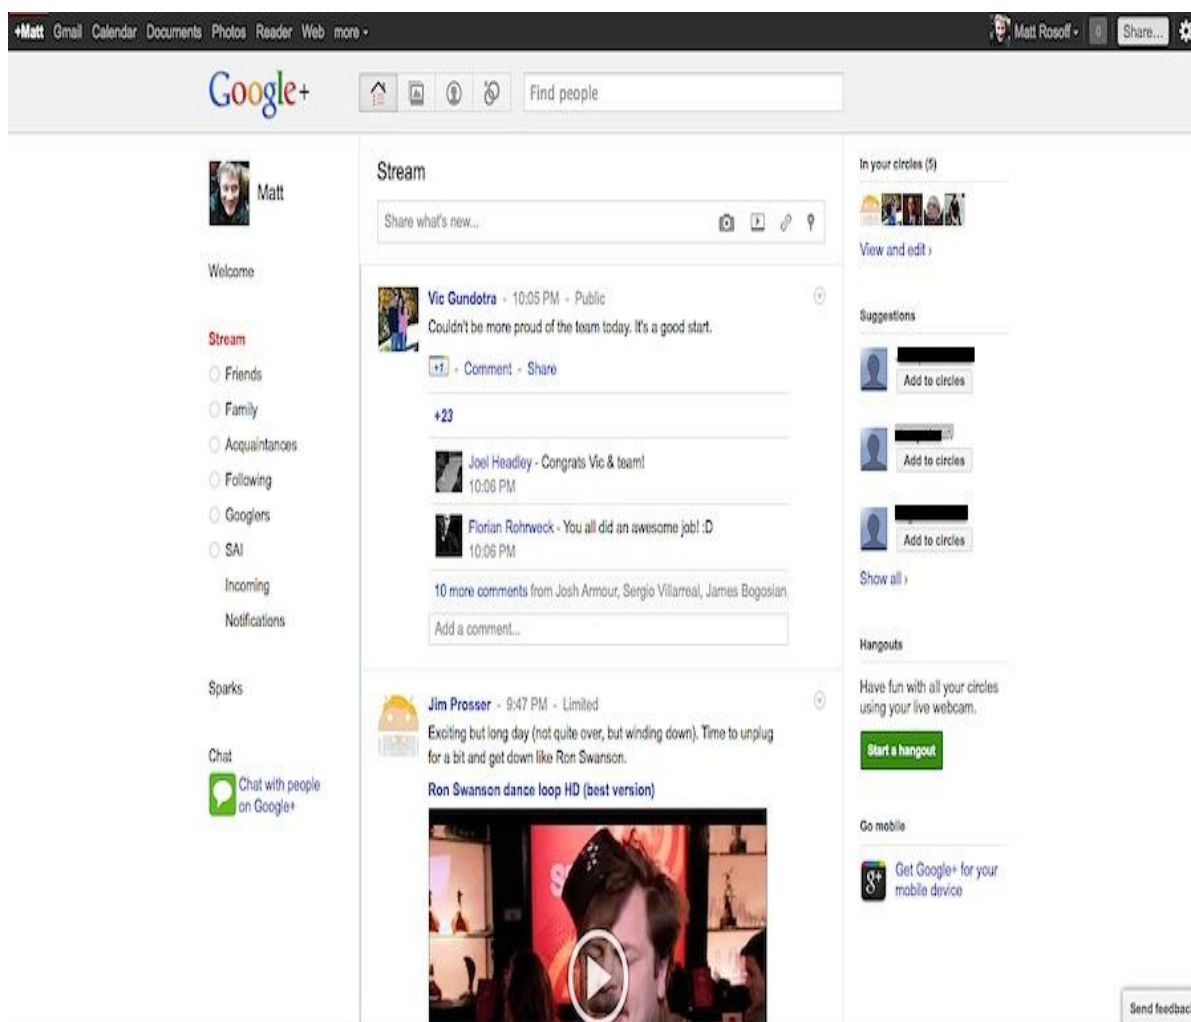 +Matt Gmail Calendar Documents Photos Reader Web more
Matt Rosoff 0 Share...
Google+
Find people
Matt
Welcome
Stream
Friends
Family
Acquaintances
Following
Googlers
SAI
Incoming
Notifications
Sparks
Chat
Chat with people
on Google+
Stream
Share what's new...
Vic Gundotra - 10:05 PM - Public
Couldn't be more proud of the team today. It's a good start.
+1 - Comment - Share
+23
Joel Headley - Congrats Vic & team!
10:06 PM
Florian Rohrweck - You all did an awesome job! :D
10:06 PM
10 more comments from Josh Armour, Sergio Villarreal, James Bogosian
Add a comment...
Jim Prosser - 9:47 PM - Limited
Exciting but long day (not quite over, but winding down). Time to unplug
for a bit and get down like Ron Swanson.
Ron Swanson dance loop HD (best version)
In your circles (5)
View and edit ›
Suggestions
Add to circles
Add to circles
Add to circles
Show all ›
Hangouts
Have fun with all your circles
using your live webcam.
Start a hangout
Go mobile
g+
Get Google+ for your
mobile device
Send feedbac